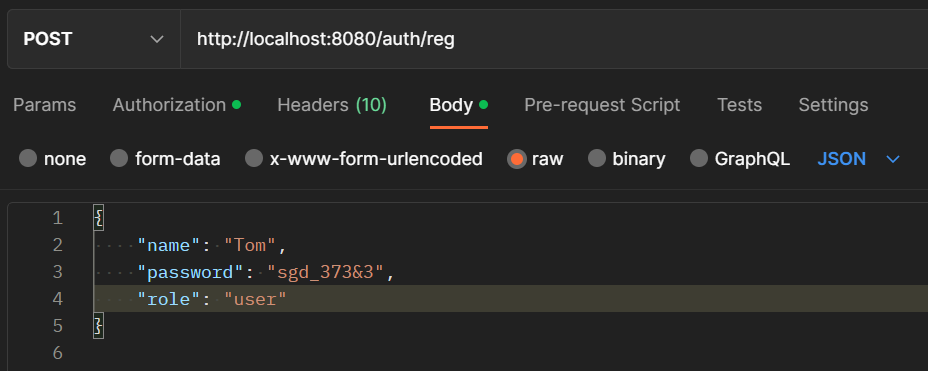 POST http://localhost:8080/auth/reg
Params Authorization Headers (10) Body Pre-request Script Tests Settings
none form-data x-www-form-urlencoded raw binary GraphQL JSON
1 {
2 "name": "Tom",
3 "password": "sgd_373&3",
4 "role": "user"
5 }
6